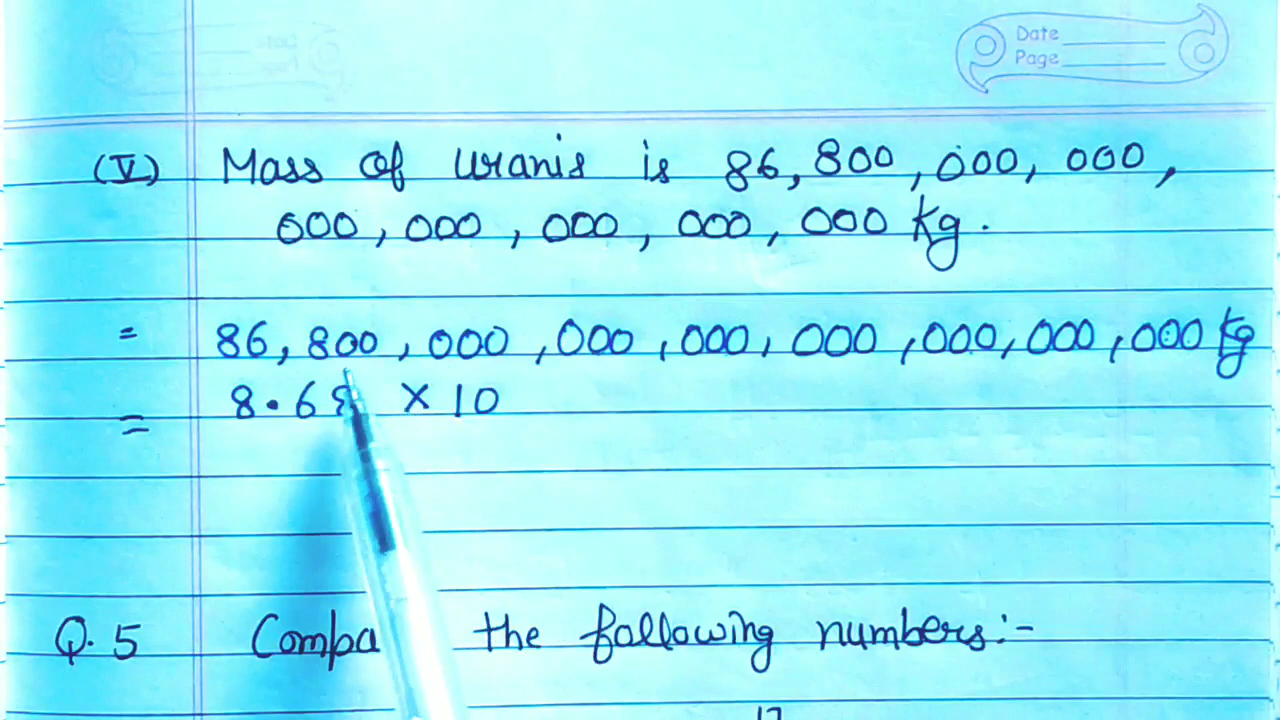 Date
Page
(V) Mass of Uranis is 86,800,000,000,
000,000,000,000,000 Kg.
= 86,800,000,000,000,000,000,000,000 Kg
= 8.68 × 10
Q.5 the following numbers:-
17